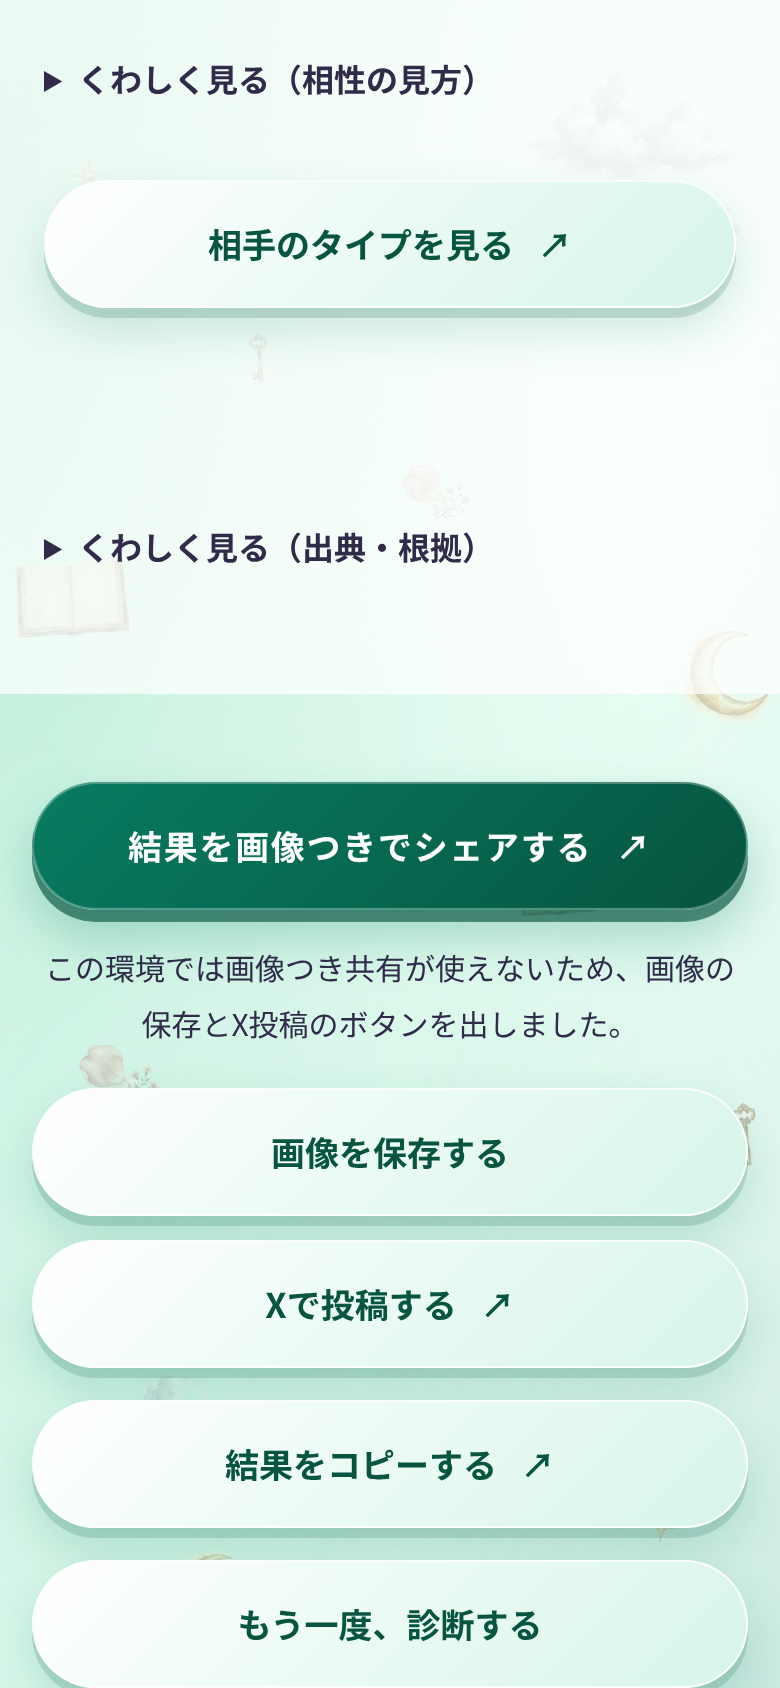 ▶ くわしく見る（相性の見方）
相手のタイプを見る ↗
▶ くわしく見る（出典・根拠）
結果を画像つきでシェアする ↗
この環境では画像つき共有が使えないため、画像の
保存とX投稿のボタンを出しました。
画像を保存する
Xで投稿する ↗
結果をコピーする ↗
もう一度、診断する